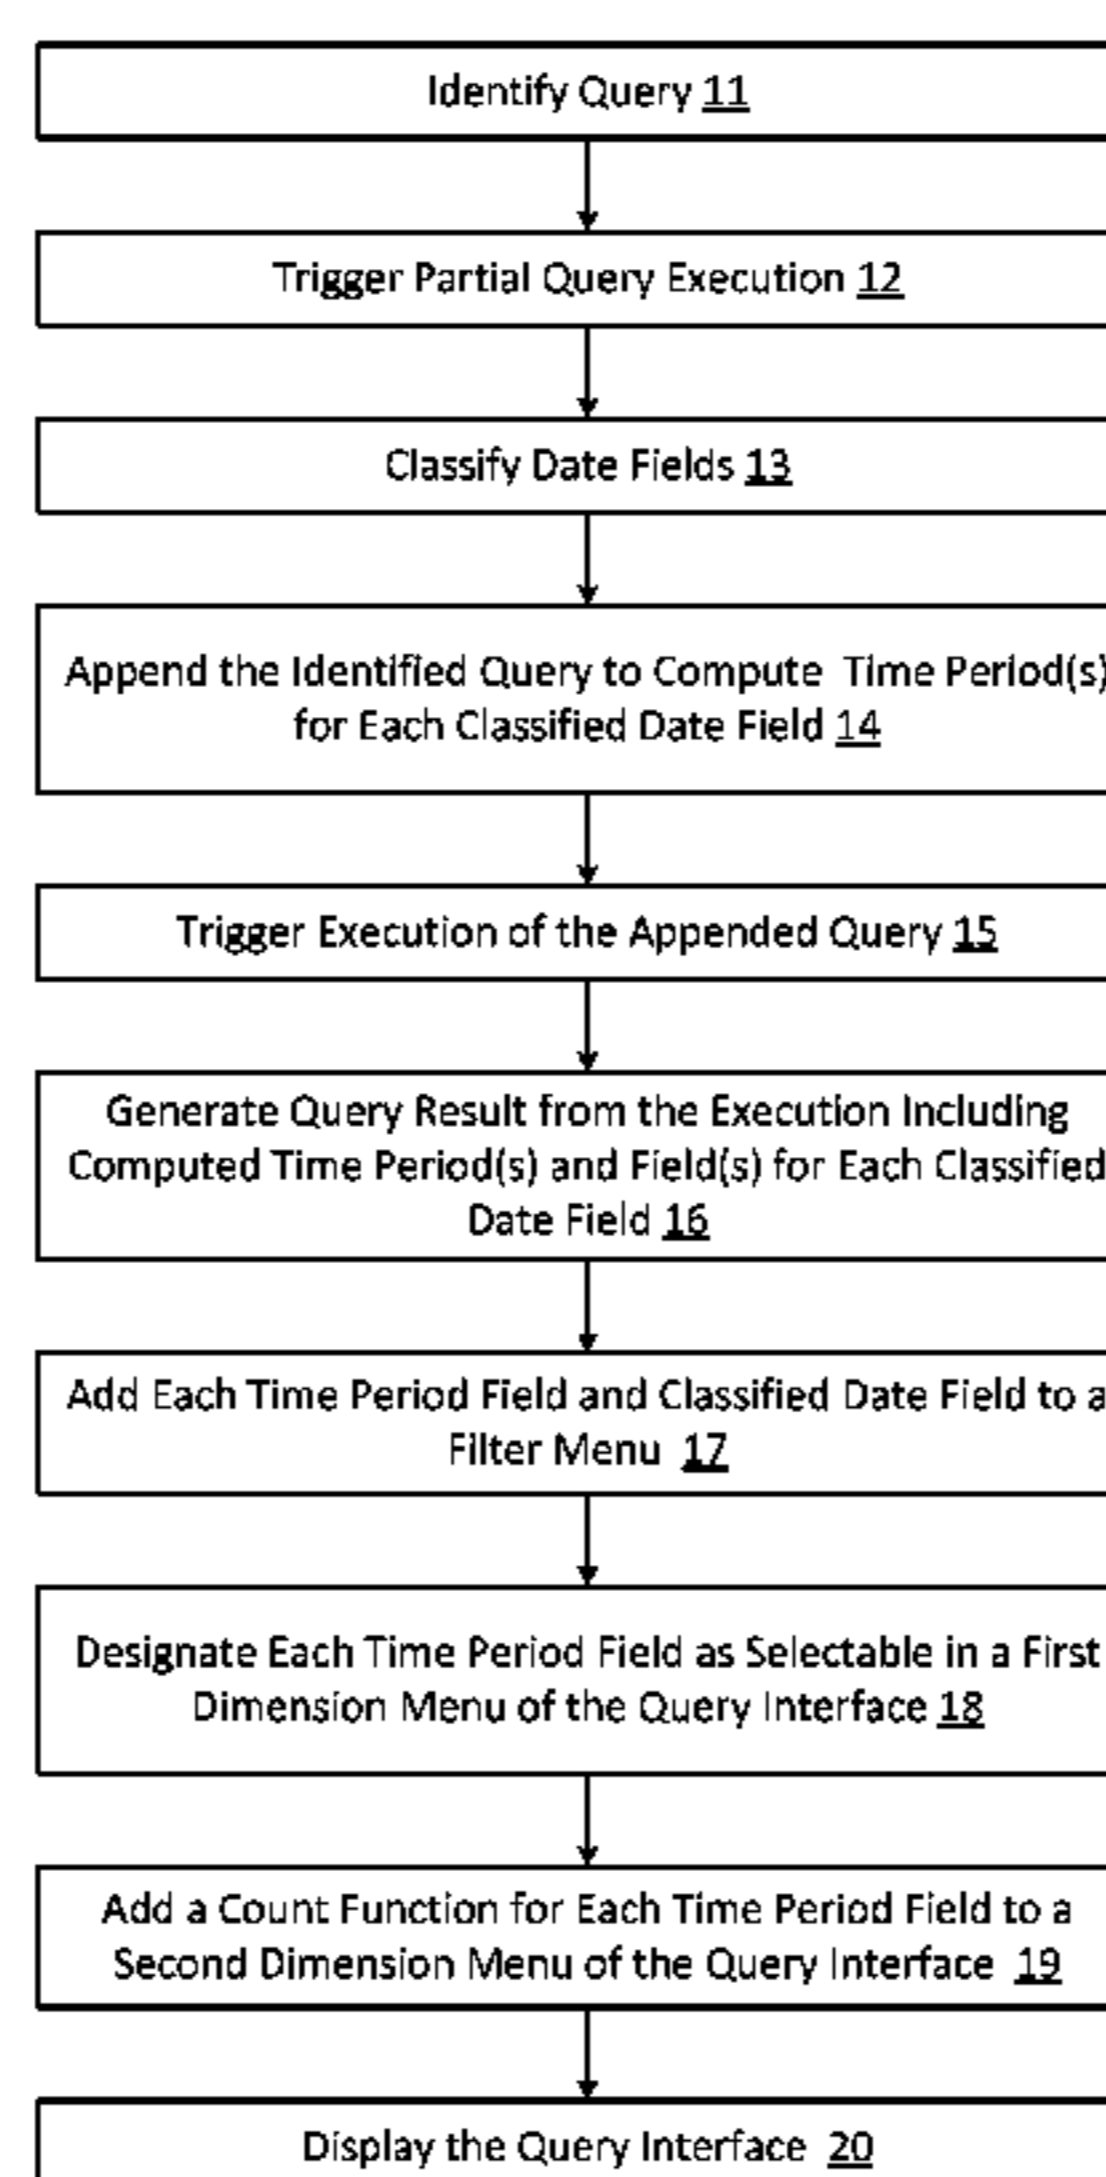 Identify Query 11
Trigger Partial Query Execution 12
Classify Date Fields 13
Append the Identified Query to Compute Time Period(s)
for Each Classified Date Field 14
Trigger Execution of the Appended Query 15
Generate Query Result from the Execution Including
Computed Time Period(s) and Field(s) for Each Classified
Date Field 16
Add Each Time Period Field and Classified Date Field to a
Filter Menu 17
Designate Each Time Period Field as Selectable in a First
Dimension Menu of the Query Interface 18
Add a Count Function for Each Time Period Field to a
Second Dimension Menu of the Query Interface 19
Display the Query Interface 20